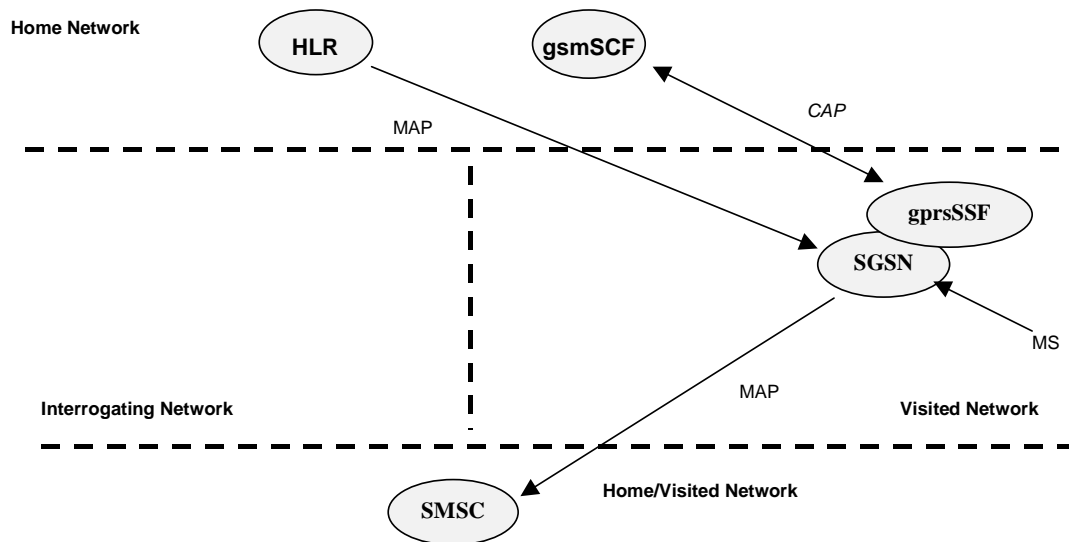 Home Network
HLR
gsmSCF
CAP
MAP
gprsSSF
SGSN
MS
MAP
Interrogating Network
Visited Network
Home/Visited Network
SMSC